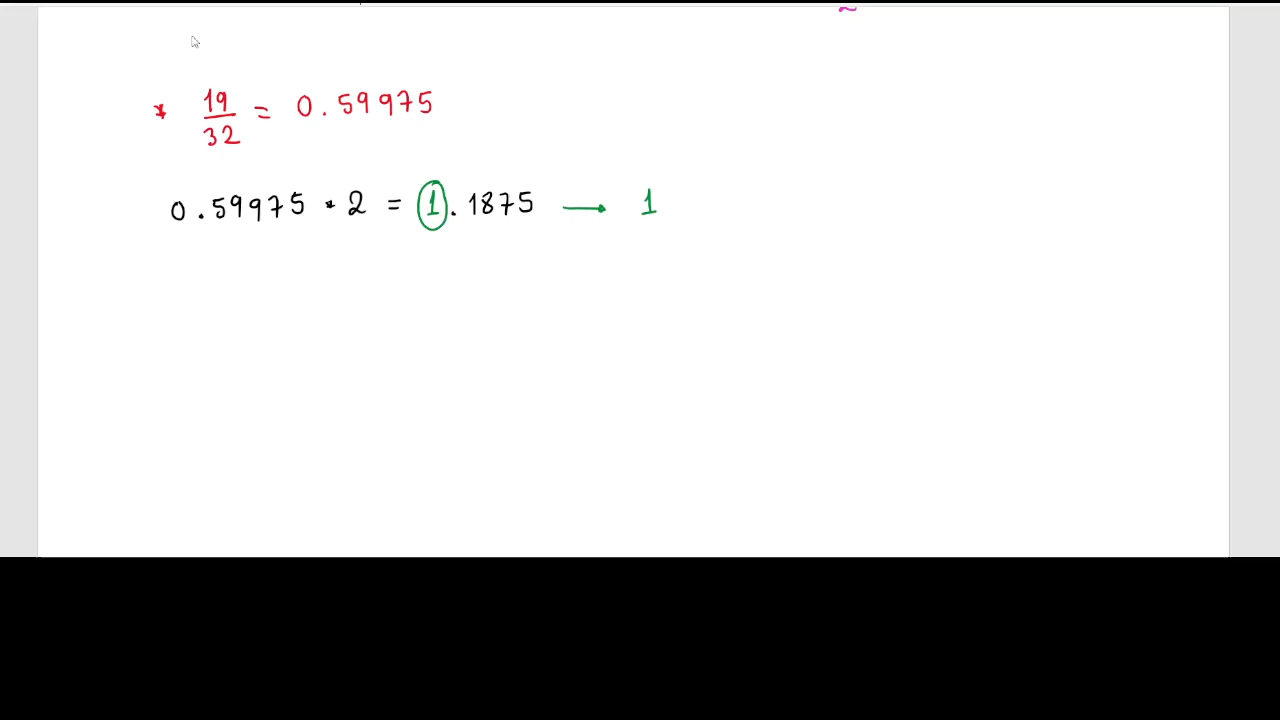 * 19/32 = 0.59975
0.59975 * 2 = 1.1875 → 1